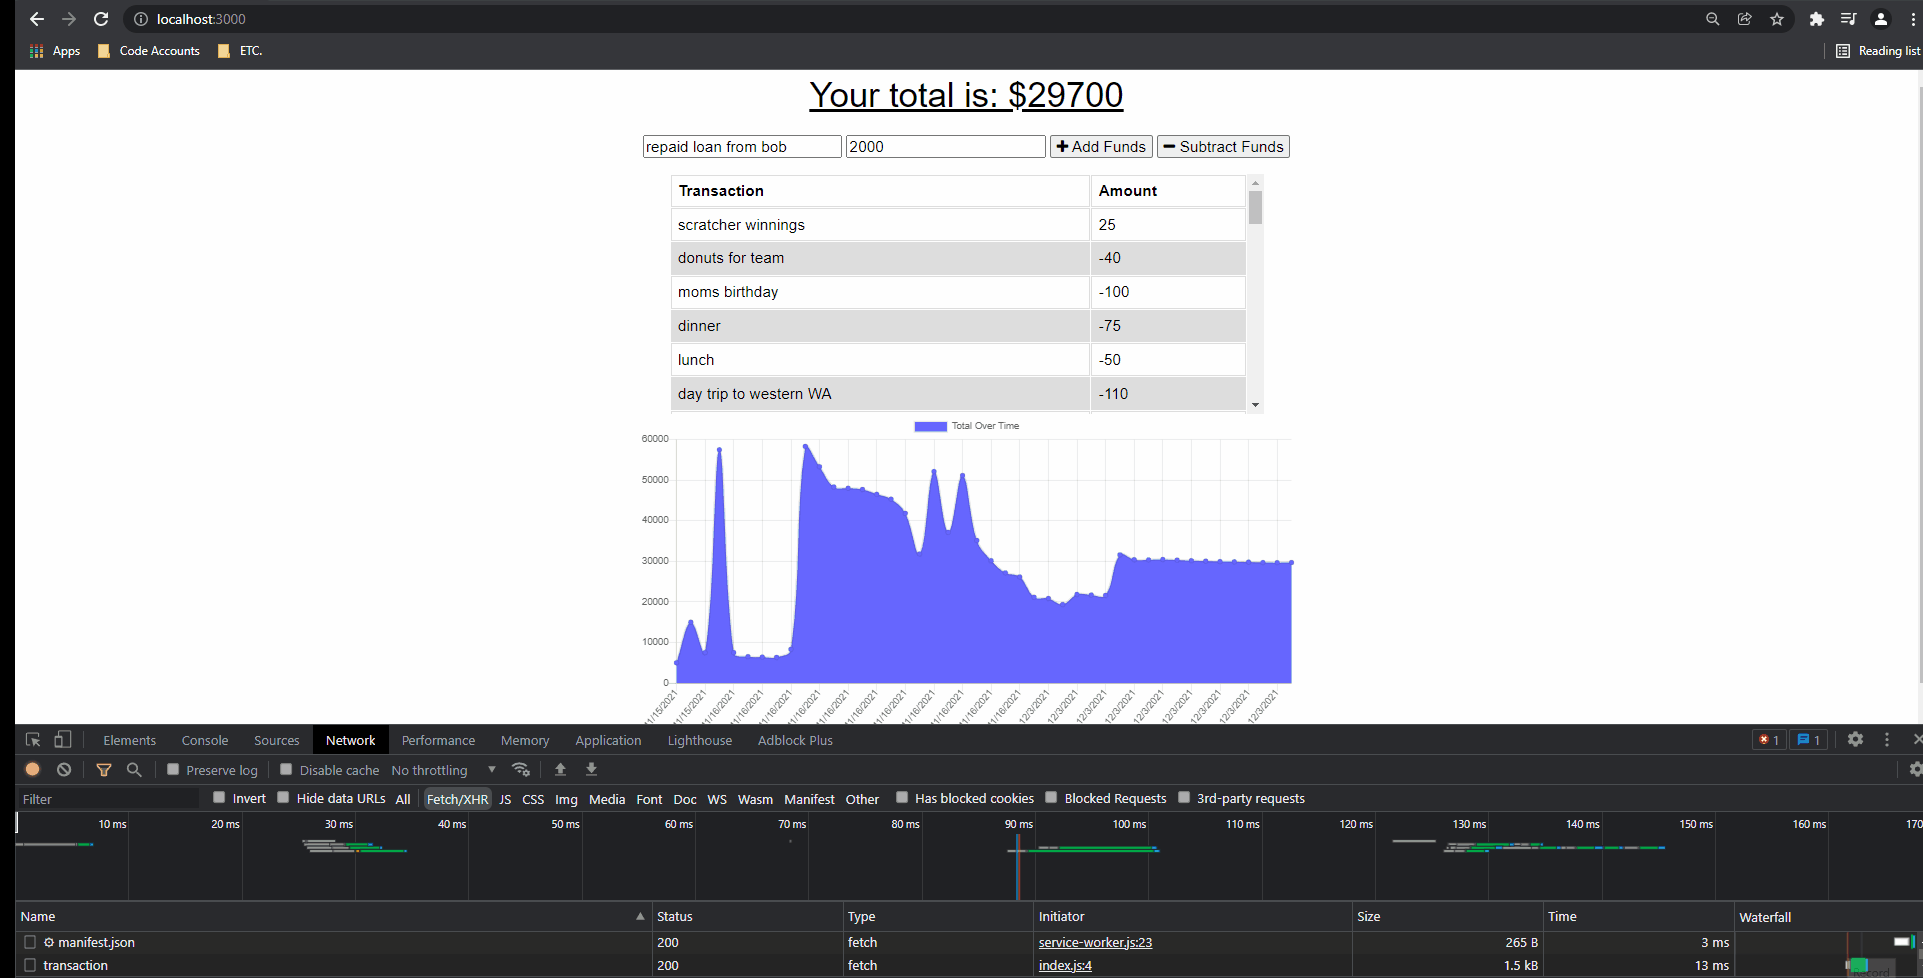 localhost:3000
Apps Code Accounts ETC. Reading list
Your total is: $29700
repaid loan from bob 2000 Add Funds Subtract Funds
Transaction Amount
scratcher winnings 25
donuts for team -40
moms birthday -100
dinner -75
lunch -50
day trip to western WA -110
Total Over Time
60000
50000
40000
30000
20000
10000
0
11/15/2021 11/15/2021 11/16/2021 11/16/2021 11/16/2021 11/16/2021 11/16/2021 11/16/2021 11/16/2021 11/16/2021 11/16/2021 11/16/2021 11/16/2021 12/3/2021 12/3/2021 12/3/2021 12/3/2021 12/3/2021 12/3/2021 12/3/2021 12/3/2021 12/3/2021
Elements Console Sources Network Performance Memory Application Lighthouse Adblock Plus 1 1
Preserve log Disable cache No throttling
Filter Invert Hide data URLs All Fetch/XHR JS CSS Img Media Font Doc WS Wasm Manifest Other Has blocked cookies Blocked Requests 3rd-party requests
10 ms 20 ms 30 ms 40 ms 50 ms 60 ms 70 ms 80 ms 90 ms 100 ms 110 ms 120 ms 130 ms 140 ms 150 ms 160 ms 170
Name Status Type Initiator Size Time Waterfall
manifest.json 200 fetch service-worker.js:23 265 B 3 ms
transaction 200 fetch index.js:4 1.5 kB 13 ms